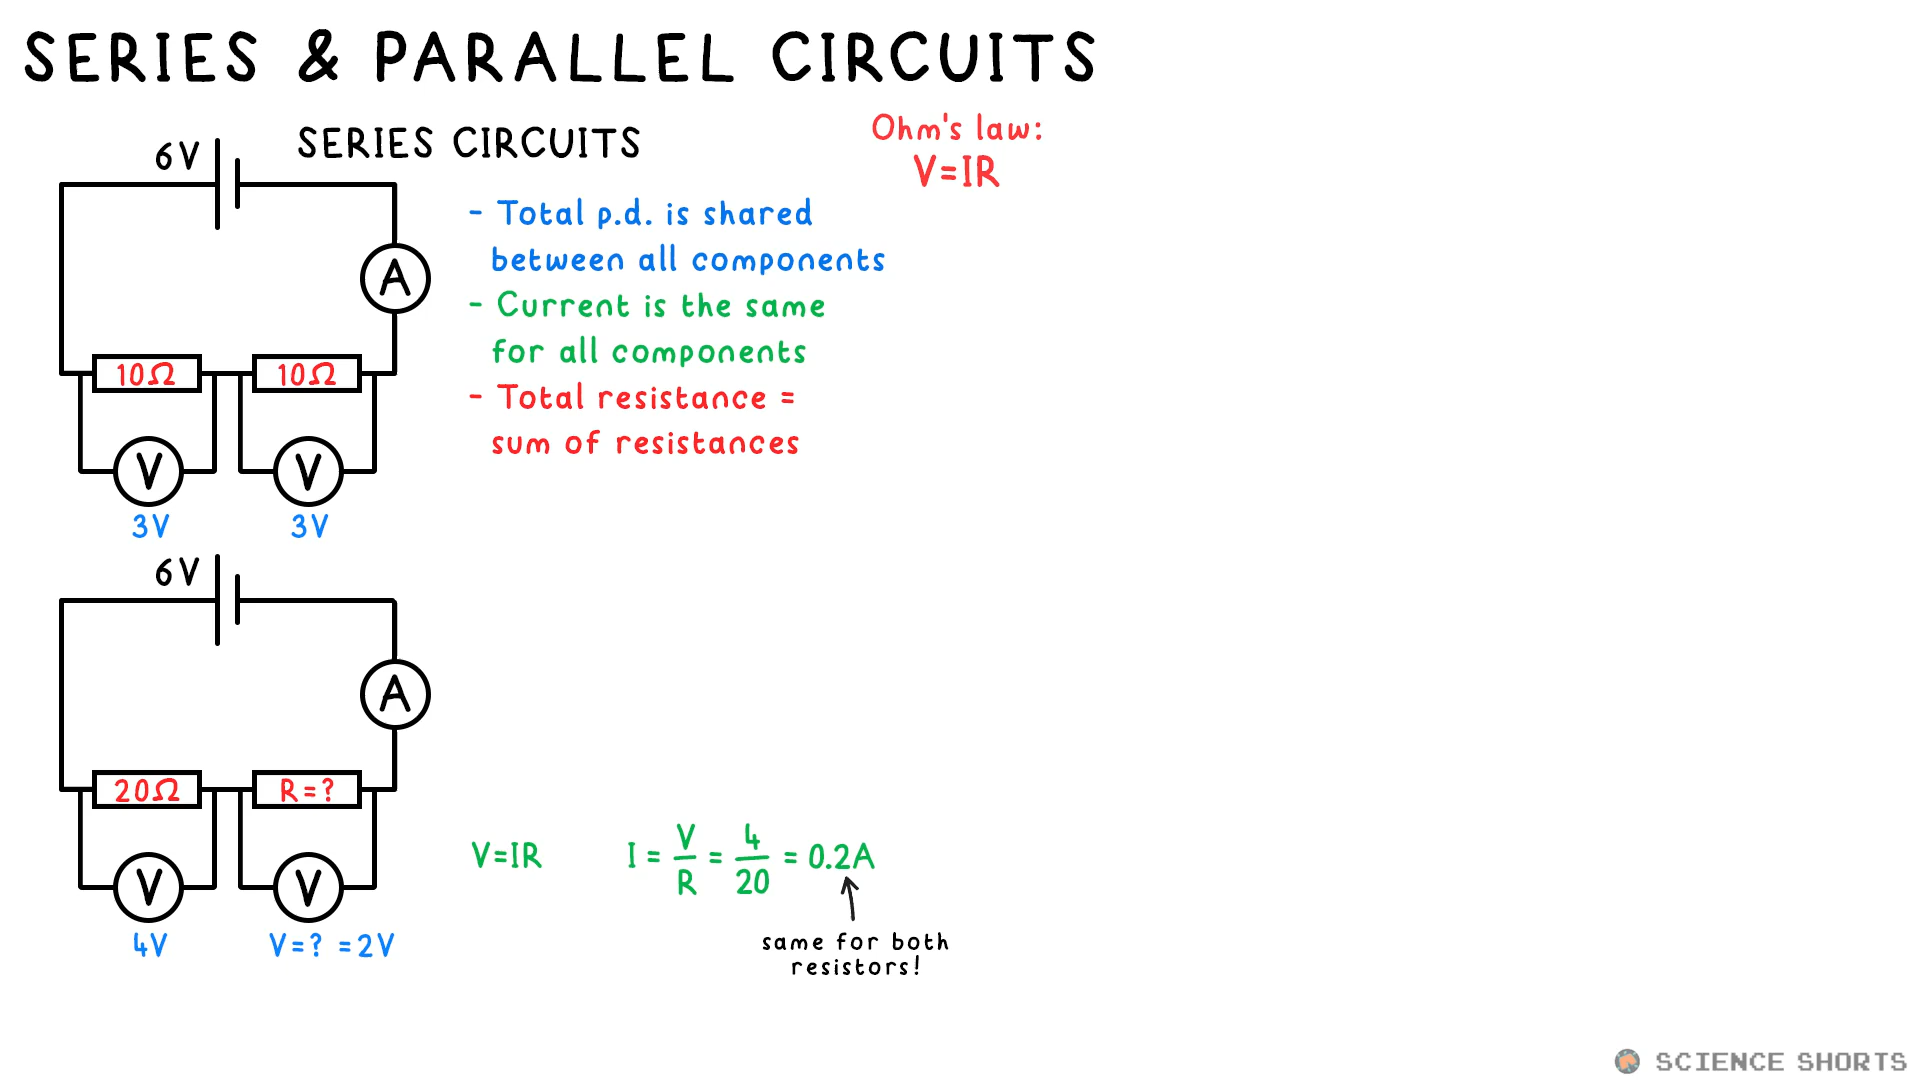 SERIES & PARALLEL CIRCUITS
SERIES CIRCUITS
Ohm's law:
V=IR
6V
A
10Ω
10Ω
V
V
3V
3V
- Total p.d. is shared
between all components
- Current is the same
for all components
- Total resistance =
sum of resistances
6V
A
20Ω
R=?
V
V
4V
V=? =2V
V=IR
I = V/R = 4/20 = 0.2A
same for both
resistors!
SCIENCE SHORTS